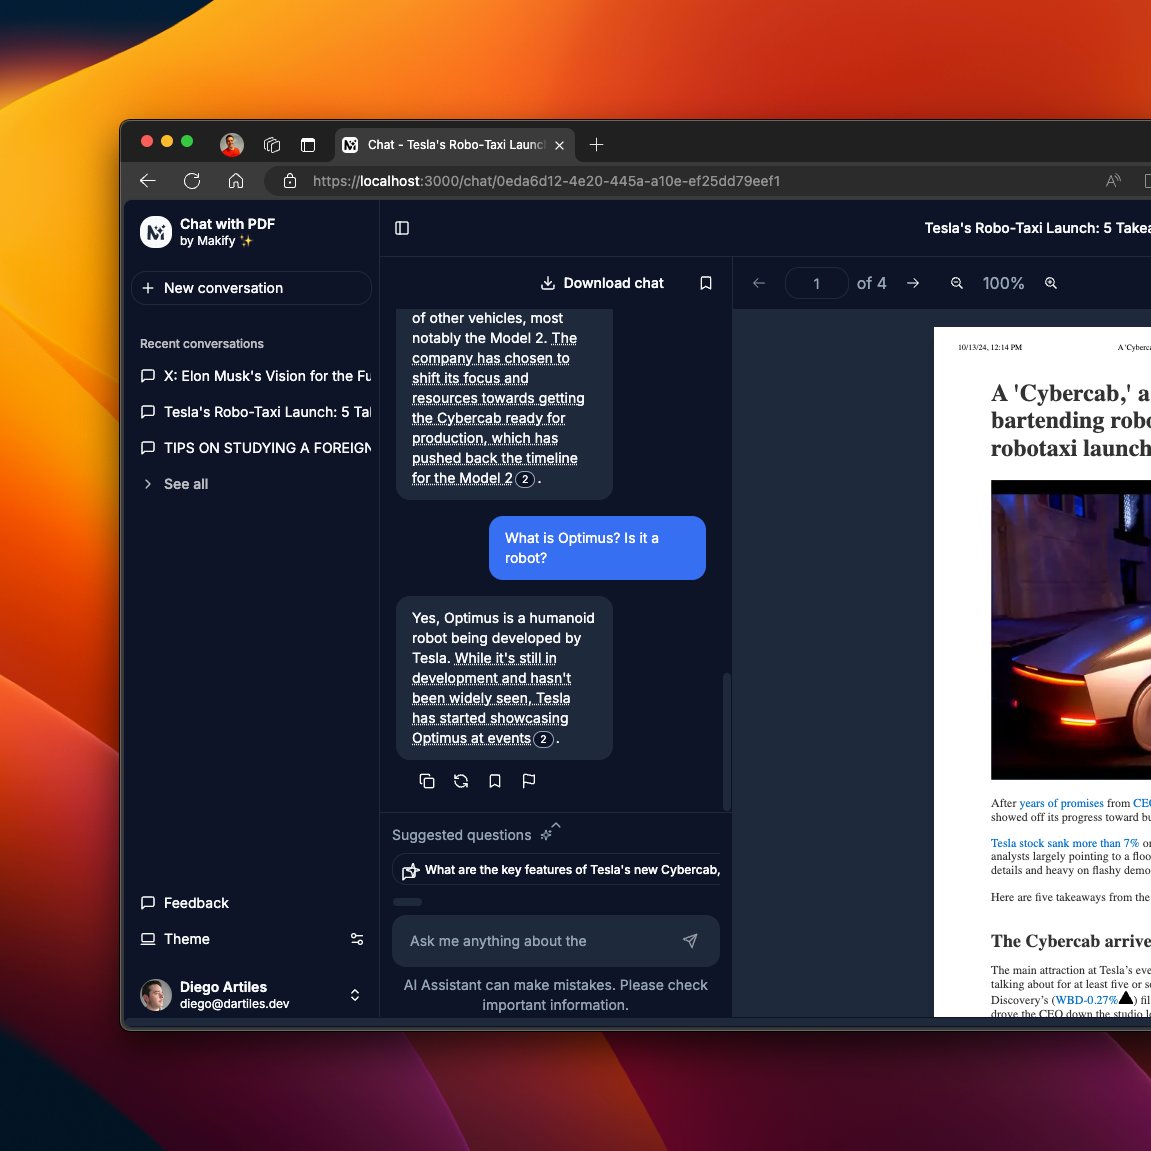 Chat - Tesla's Robo-Taxi Launc
https://localhost:3000/chat/0eda6d12-4e20-445a-a10e-ef25dd79eef1
Chat with PDF
by Makify ✨
New conversation
Recent conversations
X: Elon Musk's Vision for the Fu
Tesla's Robo-Taxi Launch: 5 Tal
TIPS ON STUDYING A FOREIGN
See all
Feedback
Theme
Diego Artiles
diego@dartiles.dev
Tesla's Robo-Taxi Launch: 5 Takea
Download chat
of other vehicles, most
notably the Model 2. The
company has chosen to
shift its focus and
resources towards getting
the Cybercab ready for
production, which has
pushed back the timeline
for the Model 2 2 .
What is Optimus? Is it a
robot?
Yes, Optimus is a humanoid
robot being developed by
Tesla. While it's still in
development and hasn't
been widely seen, Tesla
has started showcasing
Optimus at events 2 .
Suggested questions
What are the key features of Tesla's new Cybercab,
Ask me anything about the
AI Assistant can make mistakes. Please check
important information.
1 of 4 100%
10/13/24, 12:14 PM A 'Cyberca
A 'Cybercab,' a
bartending robo
robotaxi launch
After years of promises from CEO
showed off its progress toward bu
Tesla stock sank more than 7% on
analysts largely pointing to a floo
details and heavy on flashy demo
Here are five takeaways from the
The Cybercab arrive
The main attraction at Tesla's eve
talking about for at least five or se
Discovery's (WBD-0.27%▲) fil
drove the CEO down the studio lo